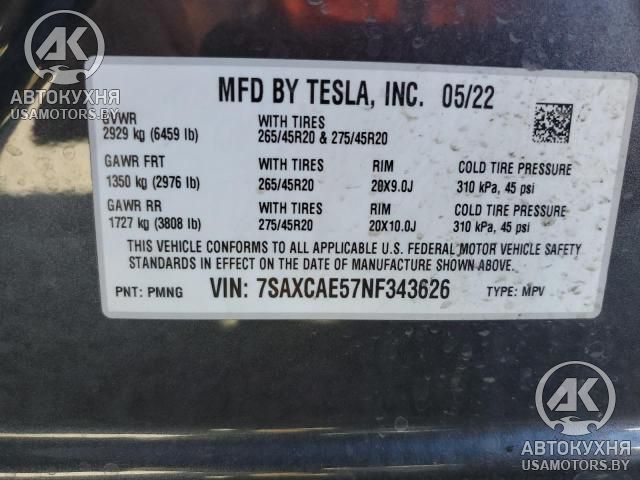 AK
АВТОКУХНЯ
USAMOTORS.BY
MFD BY TESLA, INC. 05/22
GVWR WITH TIRES
2929 kg (6459 lb) 265/45R20 & 275/45R20
GAWR FRT WITH TIRES RIM COLD TIRE PRESSURE
1350 kg (2976 lb) 265/45R20 20X9.0J 310 kPa, 45 psi
GAWR RR WITH TIRES RIM COLD TIRE PRESSURE
1727 kg (3808 lb) 275/45R20 20X10.0J 310 kPa, 45 psi
THIS VEHICLE CONFORMS TO ALL APPLICABLE U.S. FEDERAL MOTOR VEHICLE SAFETY
STANDARDS IN EFFECT ON THE DATE OF MANUFACTURE SHOWN ABOVE.
PNT: PMNG VIN: 7SAXCAE57NF343626 TYPE: MPV
AK
АВТОКУХНЯ
USAMOTORS.BY